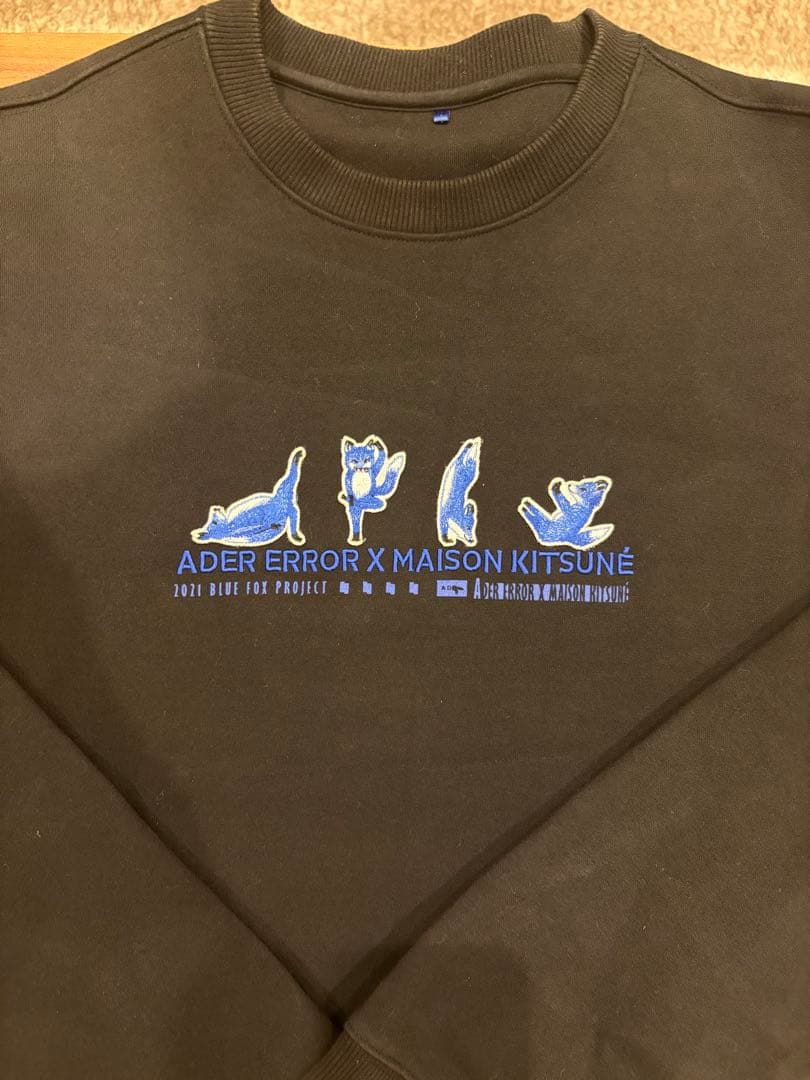 ADER ERROR X MAISON KITSUNÉ
2021 BLUE FOX PROJECT ADER ERROR X MAISON KITSUNÉ